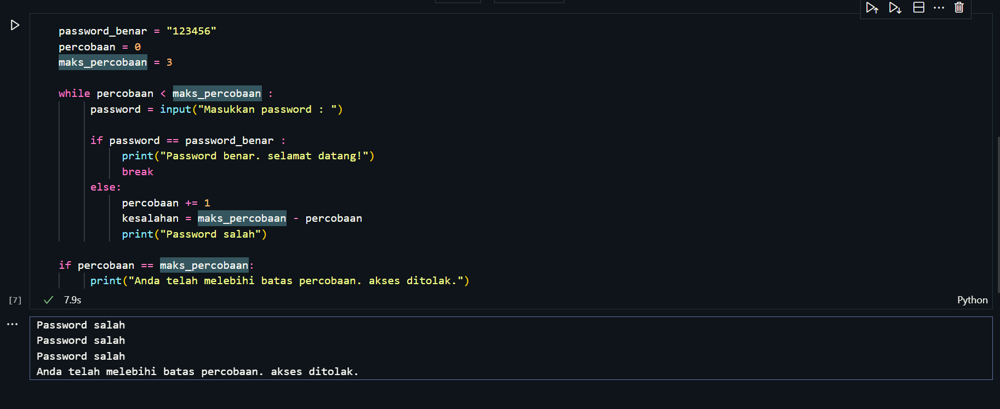 password_benar = "123456"
percobaan = 0
maks_percobaan = 3
while percobaan < maks_percobaan :
password = input("Masukkan password : ")
if password == password_benar :
print("Password benar. selamat datang!")
break
else:
percobaan += 1
kesalahan = maks_percobaan - percobaan
print("Password salah")
if percobaan == maks_percobaan:
print("Anda telah melebihi batas percobaan. akses ditolak.")
[7] 7.9s Python
Password salah
Password salah
Password salah
Anda telah melebihi batas percobaan. akses ditolak.